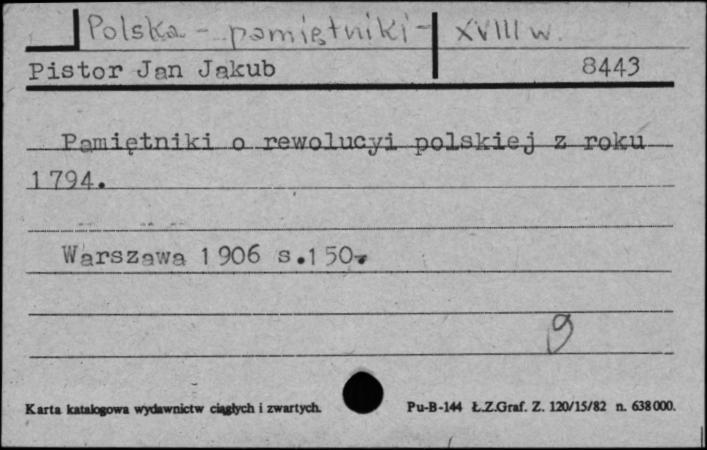 Polska - pamiętniki - XVIII w.
Pistor Jan Jakub 8443
Pamiętniki o rewolucyi polskiej z roku
1794.
Warszawa 1906 s.150.
9
Karta katalogowa wydawnictw ciągłych i zwartych. Pu-B-144 Ł.Z.Graf. Z. 120/15/82 n. 638000.